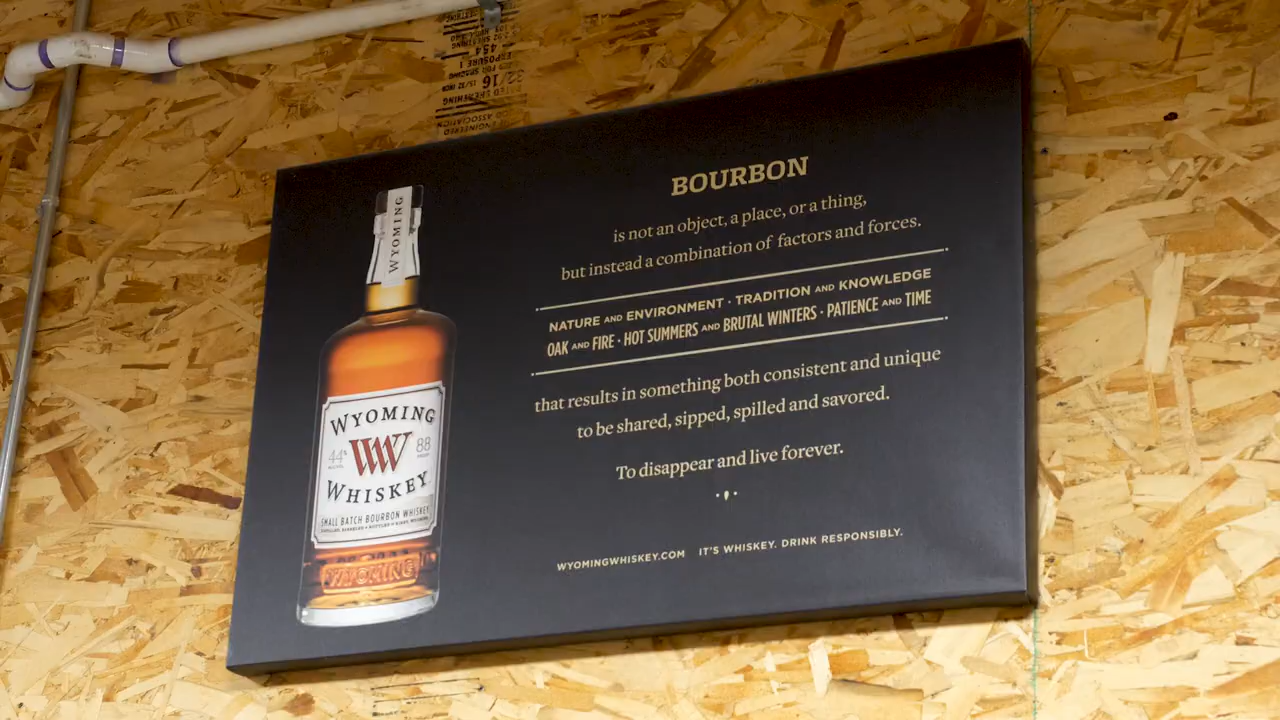 32/16
BOURBON
is not an object, a place, or a thing,
but instead a combination of factors and forces.
NATURE AND ENVIRONMENT · TRADITION AND KNOWLEDGE
OAK AND FIRE · HOT SUMMERS AND BRUTAL WINTERS · PATIENCE AND TIME
that results in something both consistent and unique
to be shared, sipped, spilled and savored.
To disappear and live forever.
WYOMINGWHISKEY.COM IT'S WHISKEY. DRINK RESPONSIBLY.
WYOMING
WYOMING
44%
WW
88
WHISKEY
SMALL BATCH BOURBON WHISKEY
WYOMING